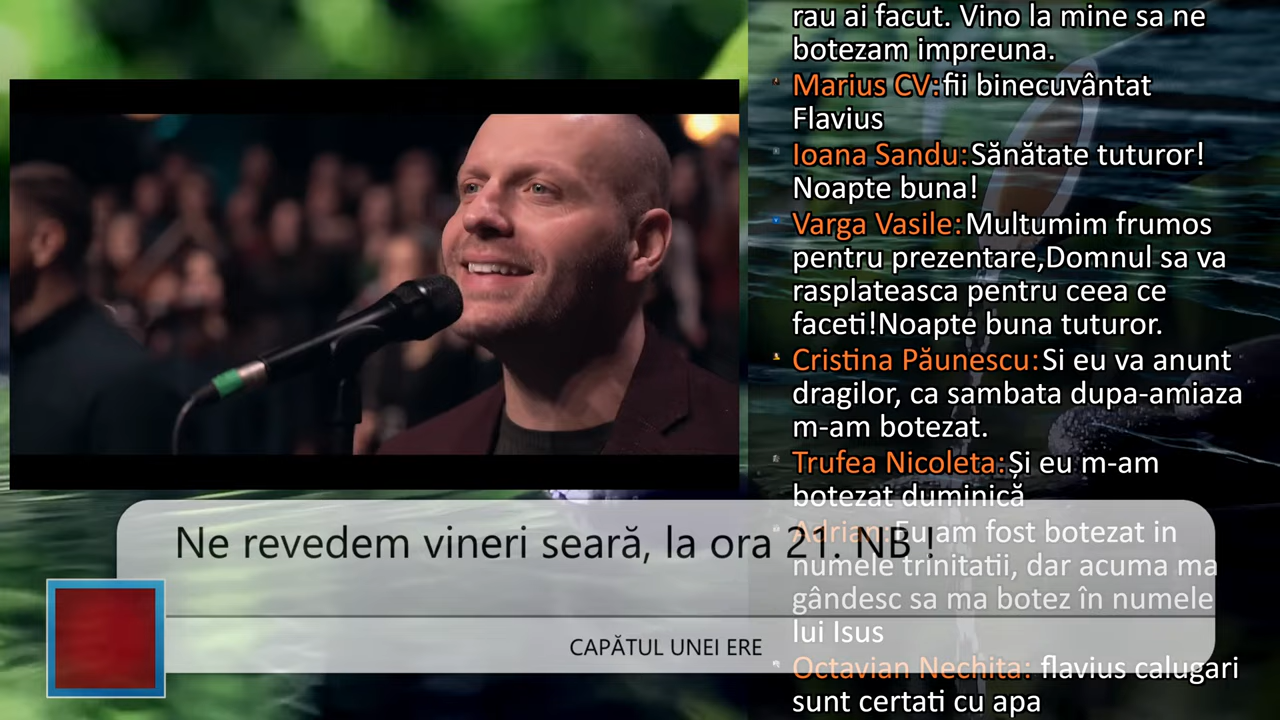 rau ai facut. Vino la mine sa ne
botezam impreuna.
Marius CV:fii binecuvântat
Flavius
Ioana Sandu:Sănătate tuturor!
Noapte buna!
Varga Vasile:Multumim frumos
pentru prezentare,Domnul sa va
rasplateasca pentru ceea ce
faceti!Noapte buna tuturor.
Cristina Păunescu:Si eu va anunt
dragilor, ca sambata dupa-amiaza
m-am botezat.
Trufea Nicoleta:Și eu m-am
botezat duminică
Adrian:Eu am fost botezat in
numele trinitatii, dar acuma ma
gândesc sa ma botez în numele
lui Isus
Octavian Nechita: flavius calugari
sunt certati cu apa
Ne revedem vineri seară, la ora 21. NB !
CAPĂTUL UNEI ERE